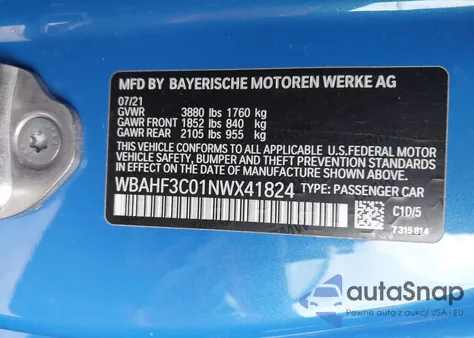 MFD BY BAYERISCHE MOTOREN WERKE AG
07/21
GVWR 3880 lbs 1760 kg
GAWR FRONT 1852 lbs 840 kg
GAWR REAR 2105 lbs 955 kg
THIS VEHICLE CONFORMS TO ALL APPLICABLE
U.S.FEDERAL MOTOR
VEHICLE SAFETY, BUMPER AND THEFT PREVENTION
STANDARDS IN EFFECT ON THE
DATE OF MANUFACTURE SHOWN ABOVE.
WBAHF3C01NWX41824 TYPE: PASSENGER CAR
C1D/5
7315814
autoSnap
Pewne auta z USA i EU